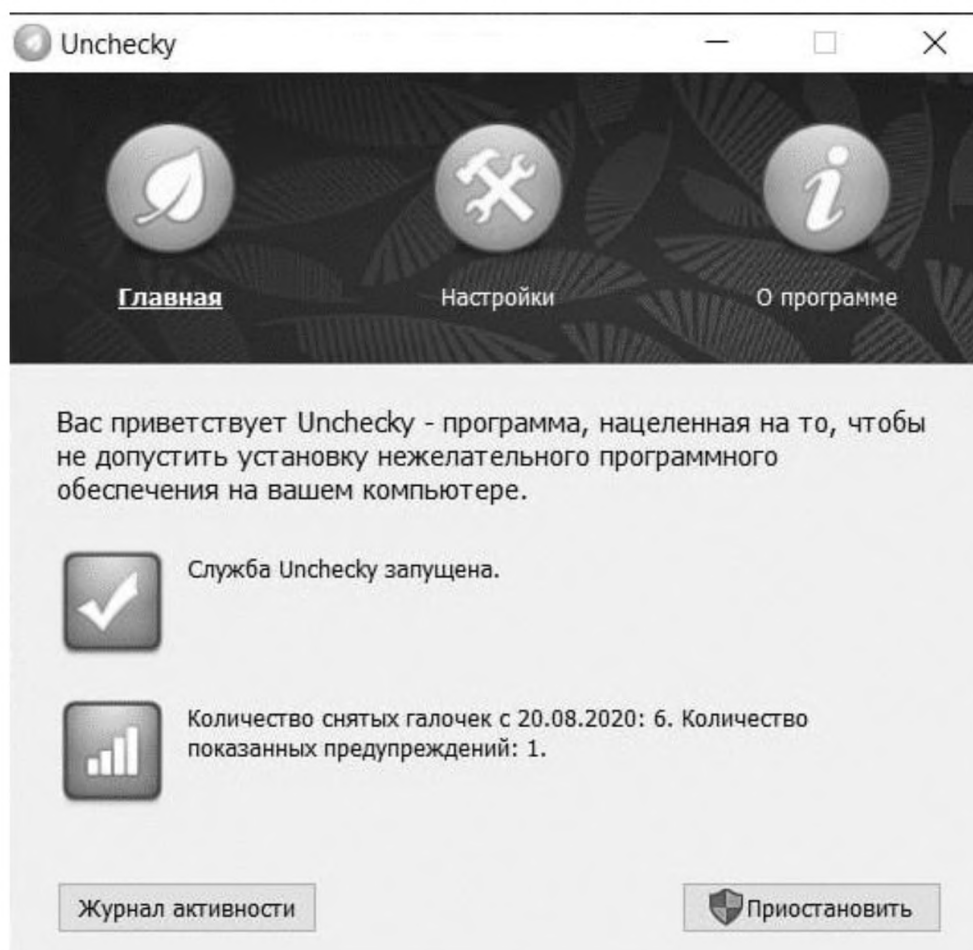 Unchecky
Главная
Настройки
О программе
Вас приветствует Unchecky - программа, нацеленная на то, чтобы
не допустить установку нежелательного программного
обеспечения на вашем компьютере.
Служба Unchecky запущена.
Количество снятых галочек с 20.08.2020: 6. Количество
показанных предупреждений: 1.
Журнал активности
Приостановить